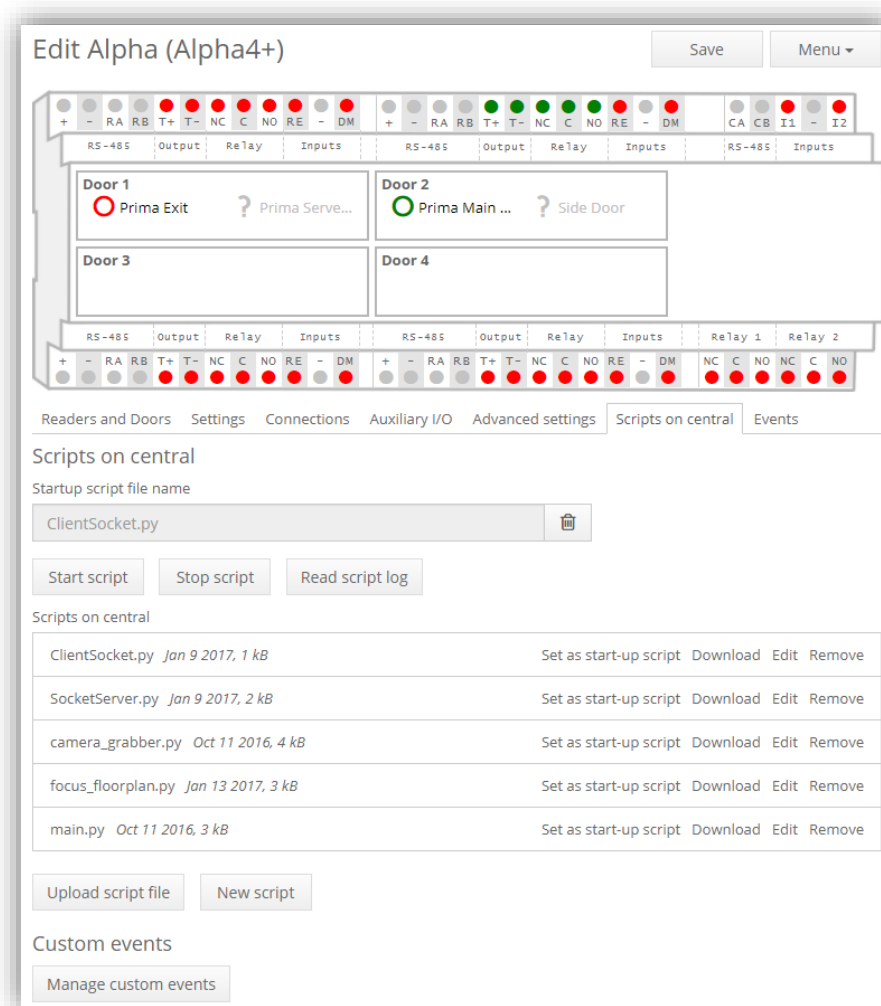 Edit Alpha (Alpha4+)
Save
Menu
+ - RA RB T+ T- NC C NO RE - DM + - RA RB T+ T- NC C NO RE - DM CA CB I1 - I2
RS-485 Output Relay Inputs RS-485 Output Relay Inputs RS-485 Inputs
Door 1
Prima Exit ? Prima Serve...
Door 2
Prima Main ... ? Side Door
Door 3
Door 4
RS-485 Output Relay Inputs RS-485 Output Relay Inputs Relay 1 Relay 2
+ - RA RB T+ T- NC C NO RE - DM + - RA RB T+ T- NC C NO RE - DM NC C NO NC C NO
Readers and Doors Settings Connections Auxiliary I/O Advanced settings Scripts on central Events
Scripts on central
Startup script file name
ClientSocket.py
Start script Stop script Read script log
Scripts on central
ClientSocket.py Jan 9 2017, 1 kB Set as start-up script Download Edit Remove
SocketServer.py Jan 9 2017, 2 kB Set as start-up script Download Edit Remove
camera_grabber.py Oct 11 2016, 4 kB Set as start-up script Download Edit Remove
focus_floorplan.py Jan 13 2017, 3 kB Set as start-up script Download Edit Remove
main.py Oct 11 2016, 3 kB Set as start-up script Download Edit Remove
Upload script file New script
Custom events
Manage custom events